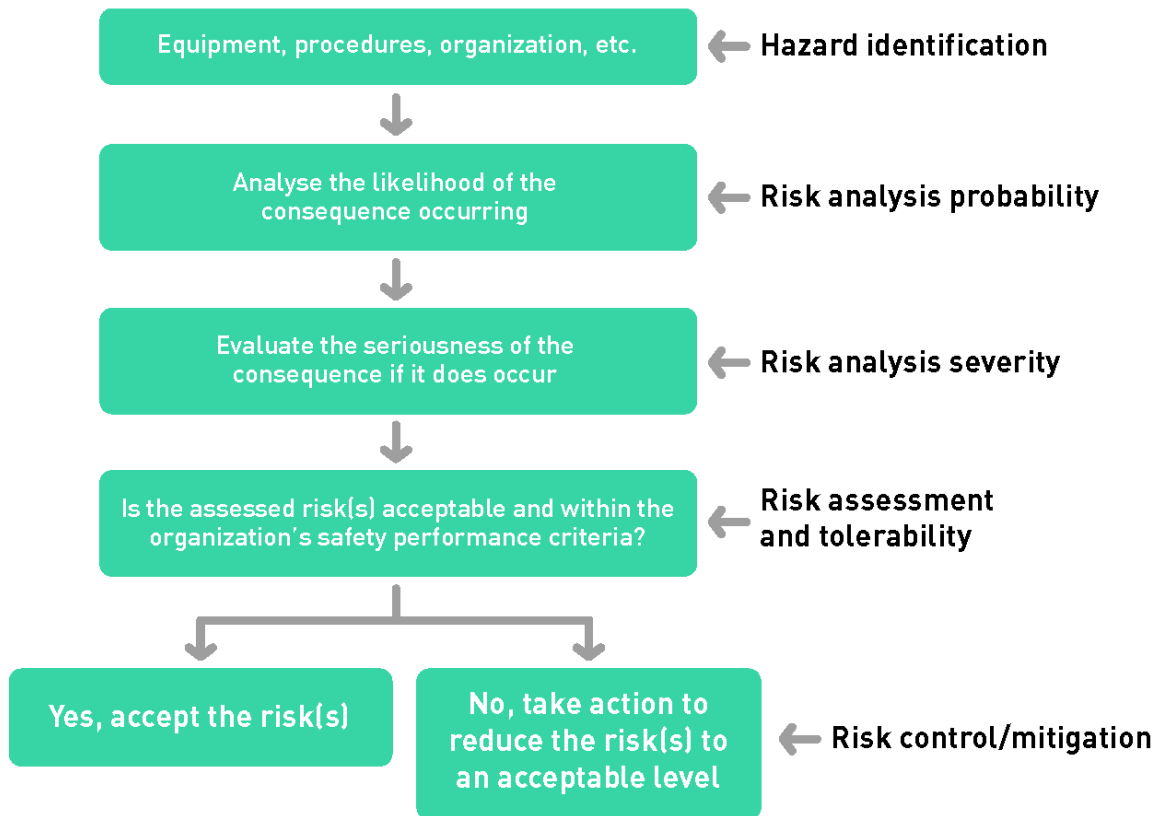 Equipment, procedures, organization, etc.
Hazard identification
Analyse the likelihood of the
consequence occurring
Risk analysis probability
Evaluate the seriousness of the
consequence if it does occur
Risk analysis severity
Is the assessed risk(s) acceptable and within the
organization's safety performance criteria?
Risk assessment
and tolerability
Yes, accept the risk(s)
No, take action to
reduce the risk(s) to
an acceptable level
Risk control/mitigation